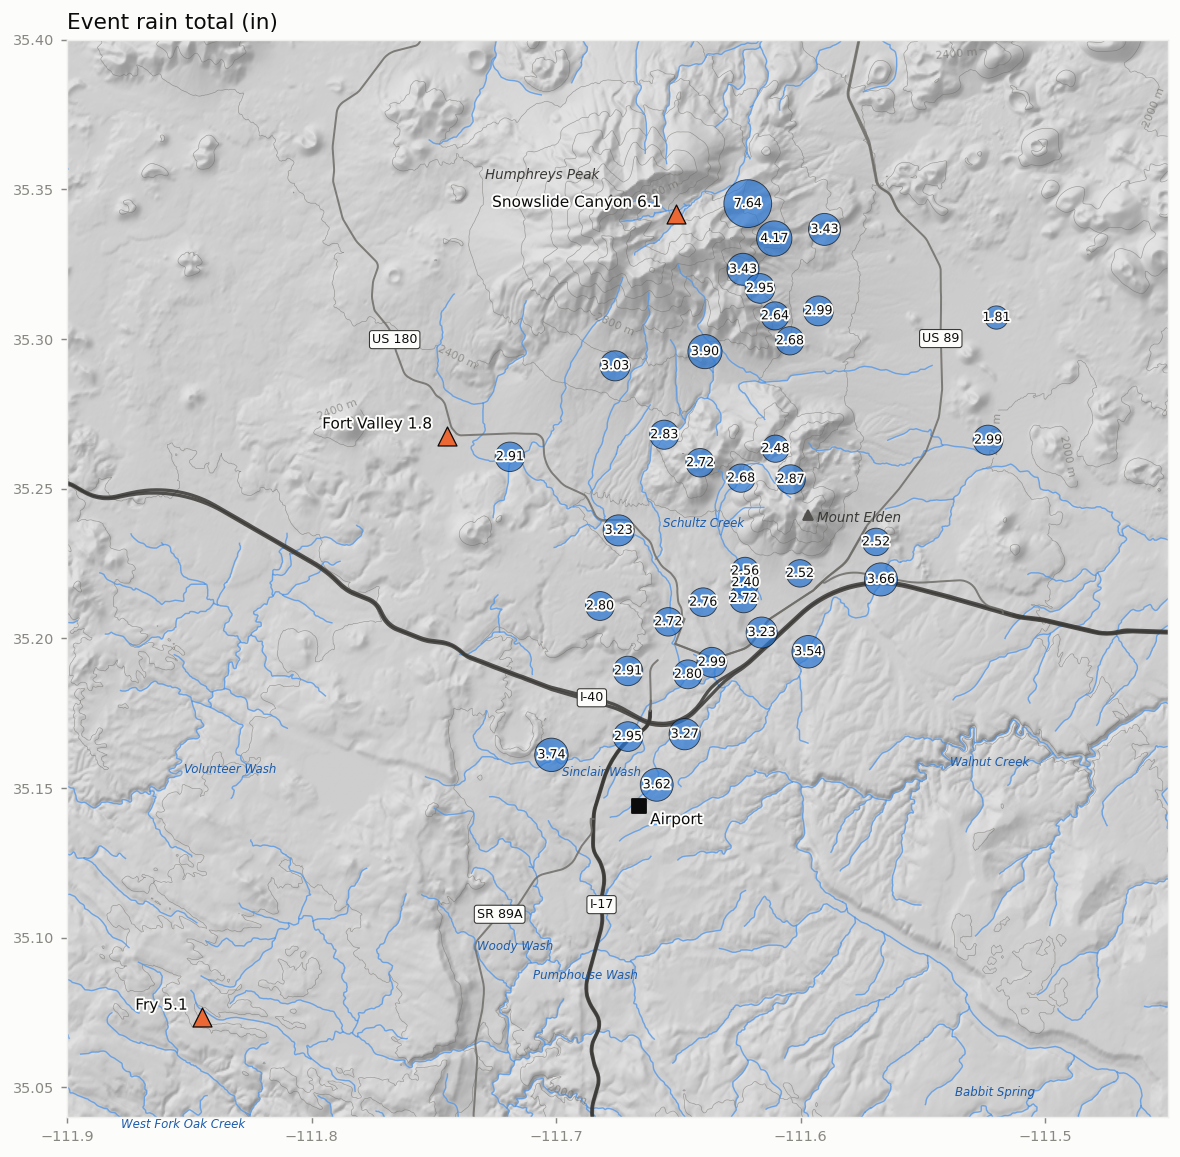 Event rain total (in)
35.40
2400 m
2000 m
35.35
Humphreys Peak
Snowslide Canyon 6.1
7.64
3.43
4.17
3.43
2.95
2.99
2.64
1.81
3000 m
35.30
US 180
US 89
2.68
3.90
2400 m
3.03
2400 m
Fort Valley 1.8
2.83
2.99
2.48
2.91
2.72
2000 m
2.68
2.87
35.25
Mount Elden
Schultz Creek
3.23
2.52
2.56
2.52
2.40
3.66
2.72
2.76
2.80
2.72
35.20
3.23
3.54
2.99
2.91
2.80
I-40
2.95
3.27
3.74
Walnut Creek
Volunteer Wash
Sinclair Wash
3.62
35.15
Airport
I-17
SR 89A
35.10
Woody Wash
Pumphouse Wash
Fry 5.1
35.05
2000 m
Babbit Spring
West Fork Oak Creek
−111.9
−111.8
−111.7
−111.6
−111.5